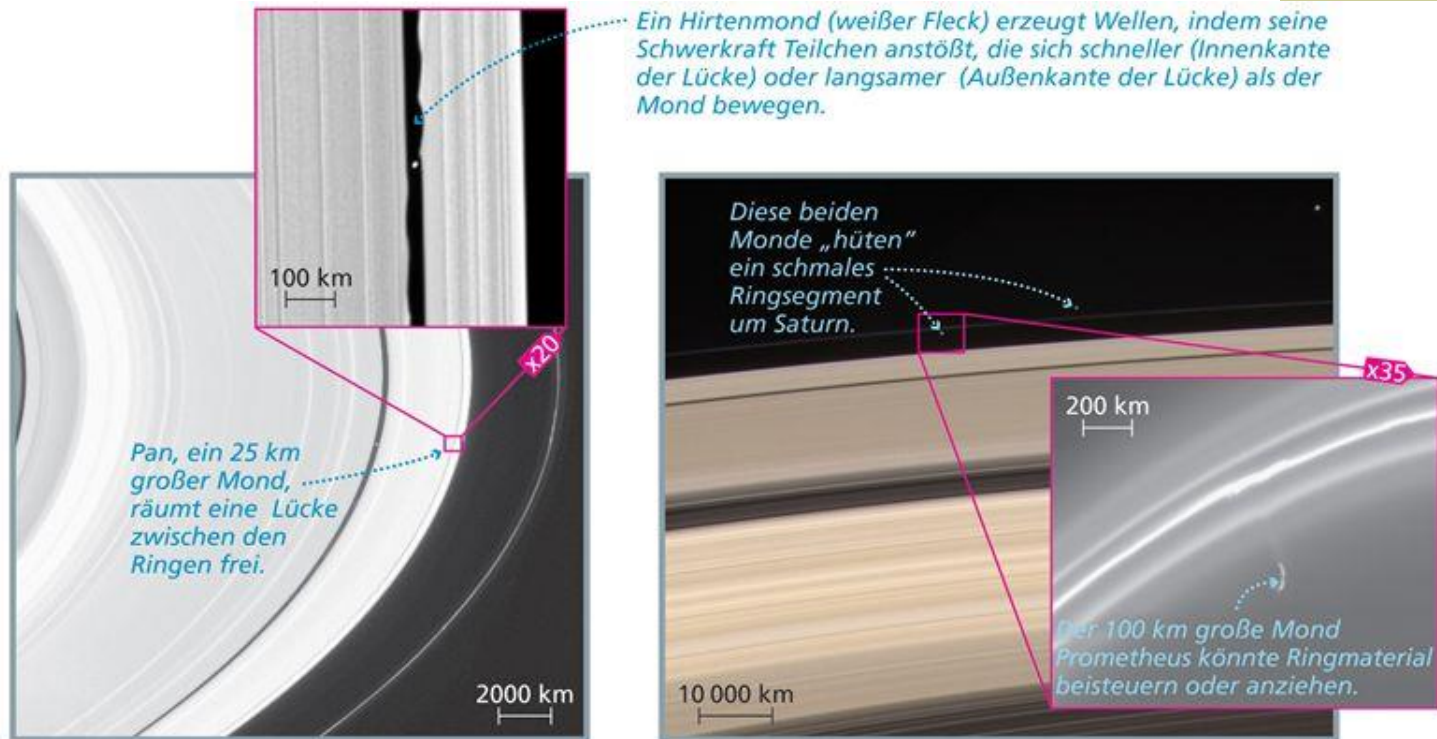 Ein Hirtenmond (weißer Fleck) erzeugt Wellen, indem seine
Schwerkraft Teilchen anstößt, die sich schneller (Innenkante
der Lücke) oder langsamer (Außenkante der Lücke) als der
Mond bewegen.
100 km
x20
Pan, ein 25 km
großer Mond,
räumt eine Lücke
zwischen den
Ringen frei.
2000 km
Diese beiden
Monde „hüten“
ein schmales
Ringsegment
um Saturn.
x35
200 km
Der 100 km große Mond
Prometheus könnte Ringmaterial
beisteuern oder anziehen.
10 000 km